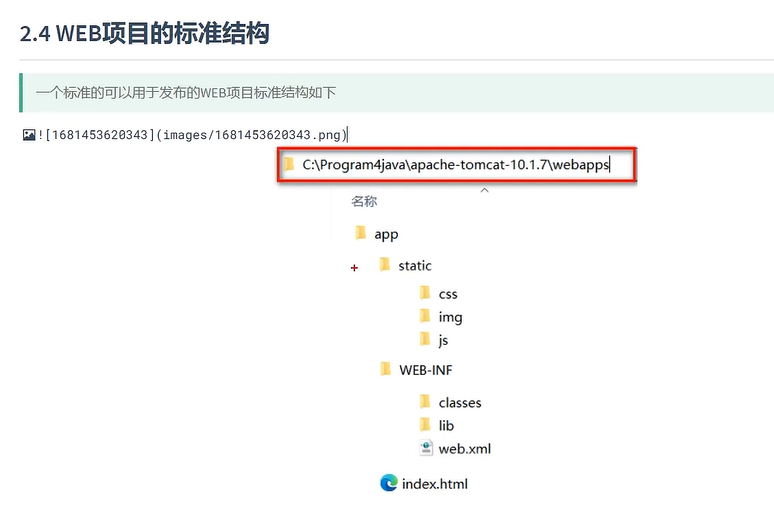 2.4 WEB项目的标准结构
一个标准的可以用于发布的WEB项目标准结构如下
![1681453620343](images/1681453620343.png)
C:\Program4java\apache-tomcat-10.1.7\webapps
名称
app
static
css
img
js
WEB-INF
classes
lib
web.xml
index.html